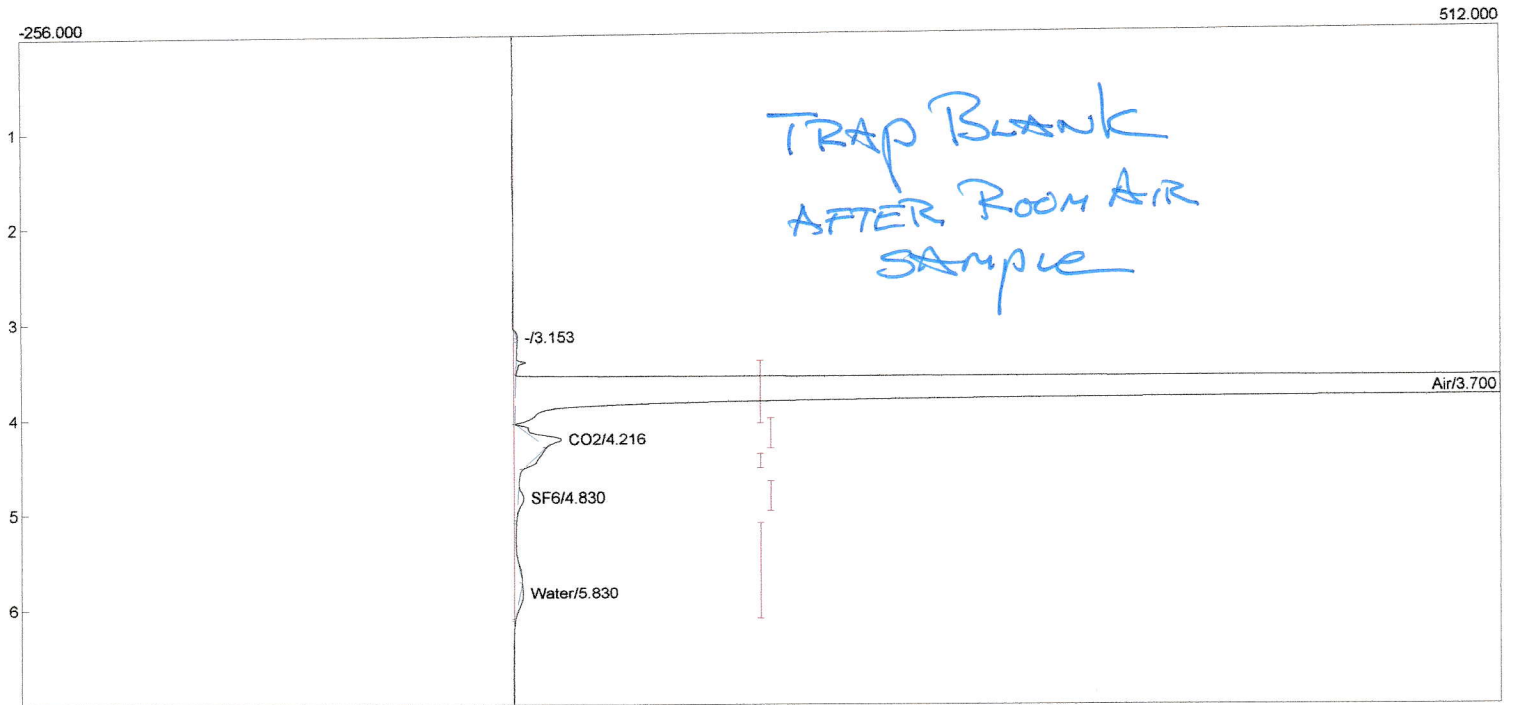 -256.000 512.000
TRAP BLANK
1
AFTER ROOM AIR
2
SAMPLE
3
-/3.153
Air/3.700
4
CO2/4.216
SF6/4.830
5
Water/5.830
6